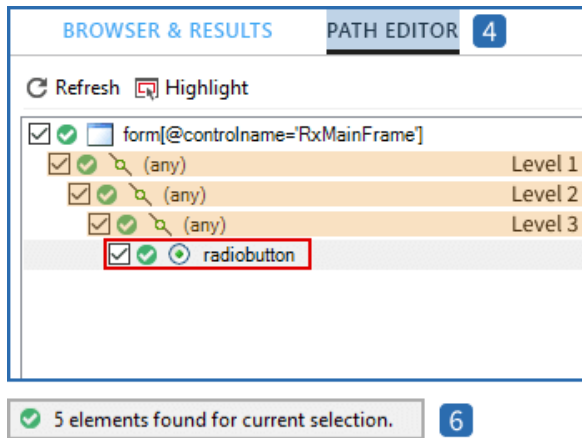 BROWSER & RESULTS PATH EDITOR 4
Refresh Highlight
form[@controlname='RxMainFrame']
(any) Level 1
(any) Level 2
(any) Level 3
radiobutton
5 elements found for current selection. 6